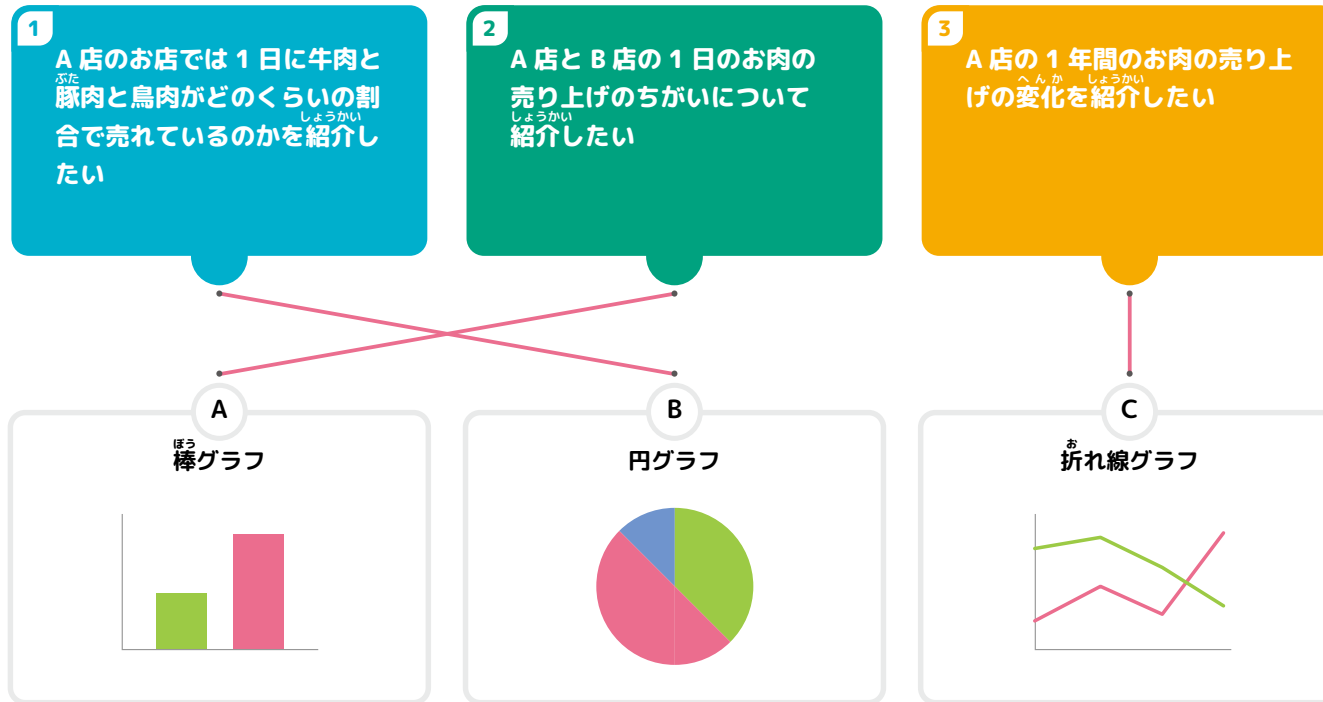 1
A 店のお店では 1 日に牛肉と
豚肉と鳥肉がどのくらいの割
ぶた
合で売れているのかを紹介し
しょうかい
たい
2
A 店と B 店の 1 日のお肉の
売り上げのちがいについて
紹介したい
しょうかい
3
A 店の 1 年間のお肉の売り上
げの変化を紹介したい
へんか
しょうかい
A
棒グラフ
ぼう
B
円グラフ
C
折れ線グラフ
お